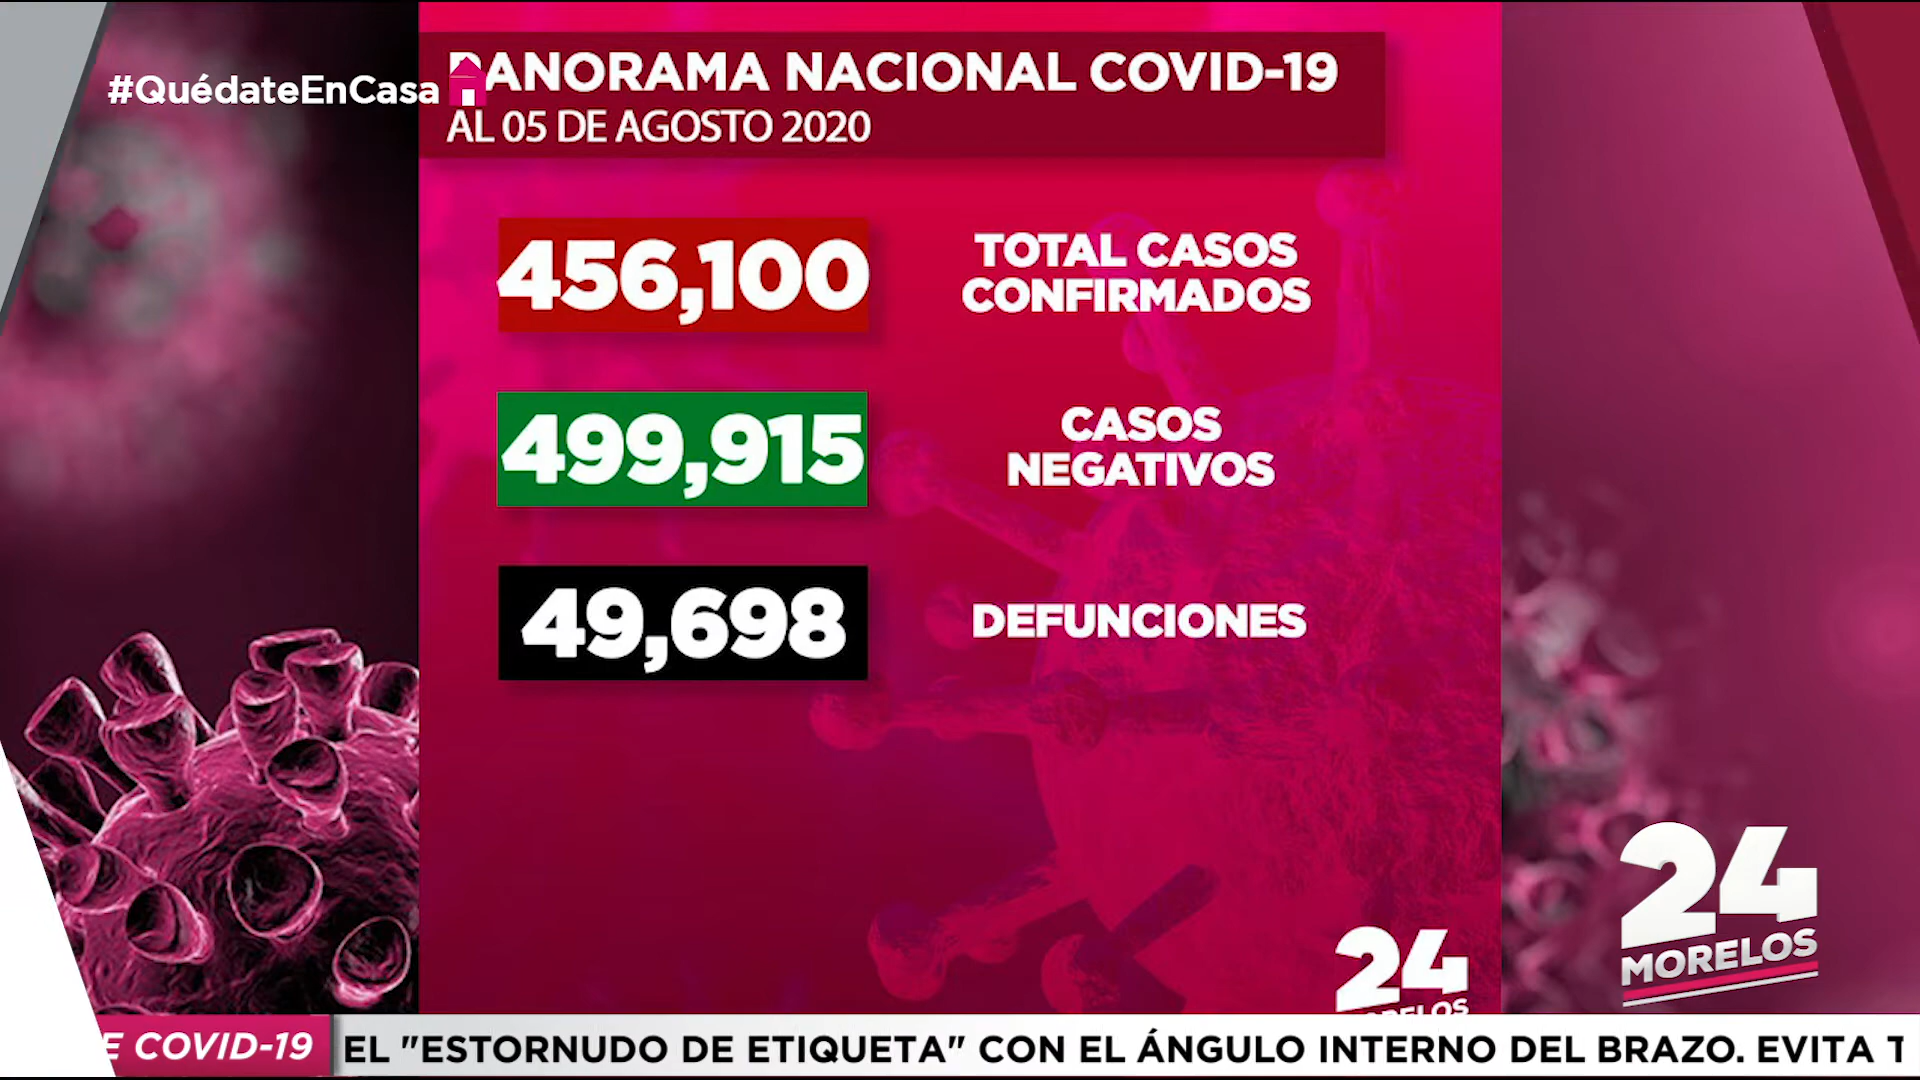 #QuédateEnCasa
PANORAMA NACIONAL COVID-19
AL 05 DE AGOSTO 2020
456,100
TOTAL CASOS
CONFIRMADOS
499,915
CASOS
NEGATIVOS
49,698
DEFUNCIONES
24
MORELOS
24
MORELOS
E COVID-19
EL "ESTORNUDO DE ETIQUETA" CON EL ÁNGULO INTERNO DEL BRAZO. EVITA T